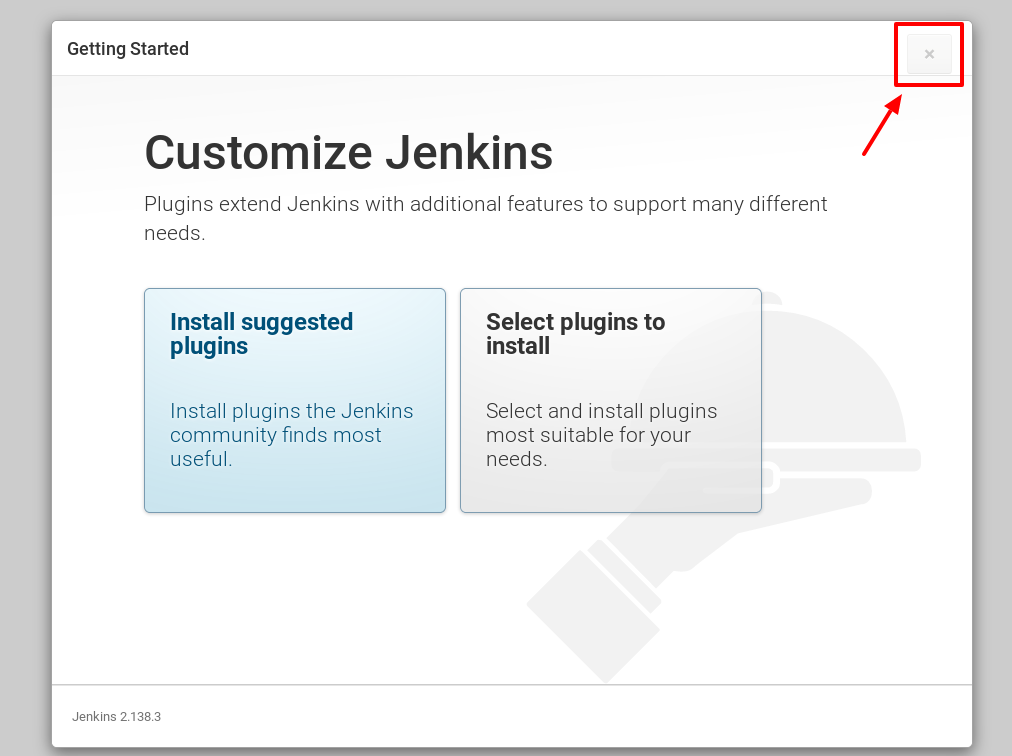 Getting Started
×
Customize Jenkins
Plugins extend Jenkins with additional features to support many different
needs.
Install suggested
plugins
Install plugins the Jenkins
community finds most
useful.
Select plugins to
install
Select and install plugins
most suitable for your
needs.
Jenkins 2.138.3